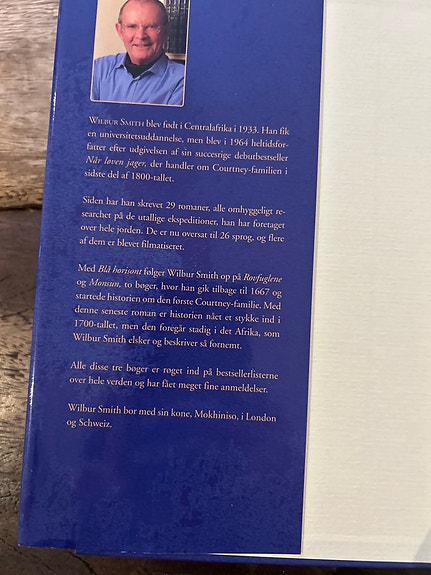 WILBUR SMITH blev født i Centralafrika i 1933. Han fik
en universitetsuddannelse, men blev i 1964 heltidsfor-
fatter efter udgivelsen af sin succesrige debutbestseller
Når løven jager, der handler om Courtney-familien i
sidste del af 1800-tallet.
Siden har han skrevet 29 romaner, alle omhyggeligt re-
searchet på de utallige ekspeditioner, han har foretaget
over hele jorden. De er nu oversat til 26 sprog, og flere
af dem er blevet filmatiseret.
Med Blå horisont følger Wilbur Smith op på Rovfuglene
og Monsun, to bøger, hvor han gik tilbage til 1667 og
startede historien om den første Courtney-familie. Med
denne seneste roman er historien nået et stykke ind i
1700-tallet, men den foregår stadig i det Afrika, som
Wilbur Smith elsker og beskriver så fornemt.
Alle disse tre bøger er røget ind på bestsellerlisterne
over hele verden og har fået meget fine anmeldelser.
Wilbur Smith bor med sin kone, Mokhiniso, i London
og Schweiz.